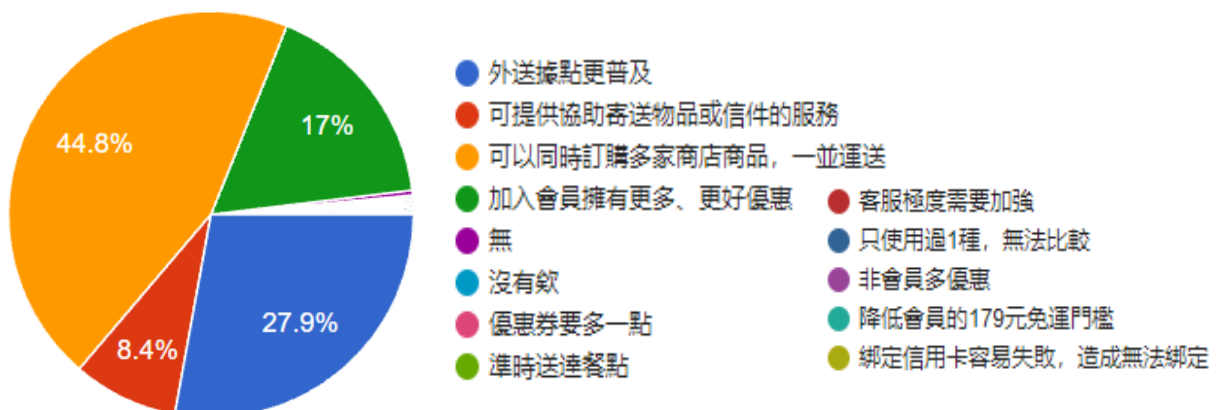 44.8%
17%
8.4%
27.9%
外送據點更普及
可提供協助寄送物品或信件的服務
可以同時訂購多家商店商品，一並運送
加入會員擁有更多、更好優惠
無
沒有欸
優惠券要多一點
準時送達餐點
客服極度需要加強
只使用過1種，無法比較
非會員多優惠
降低會員的179元免運門檻
綁定信用卡容易失敗，造成無法綁定